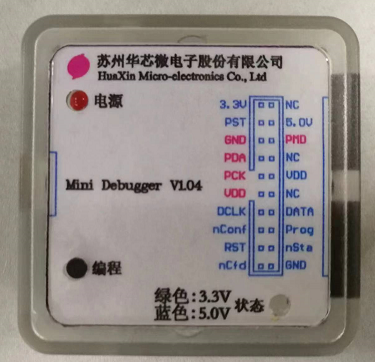 苏州华芯微电子股份有限公司
HuaXin Micro-electronics Co., Ltd
电源
3.3V NC
PST 5.0V
GND PMD
PDA NC
PCK VDD
VDD NC
DCLK DATA
nConf Prog
RST nSta
nCfd GND
Mini Debugger V1.04
编程
绿色:3.3V
蓝色:5.0V
状态